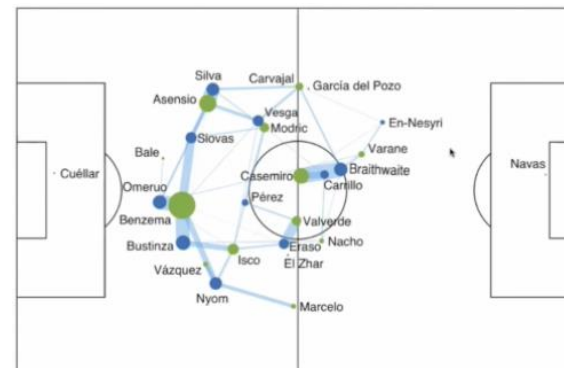 Silva
Carvajal
García del Pozo
Asensio
Vesga
Modric
En-Nesyri
Slovas
Bale
Varane
Cuéllar
Casemiro
Braithwaite
Navas
Carrillo
Omeruo
Pérez
Benzema
Valverde
Bustinza
Eraso
Nacho
Isco
El Zhar
Vázquez
Nyom
Marcelo